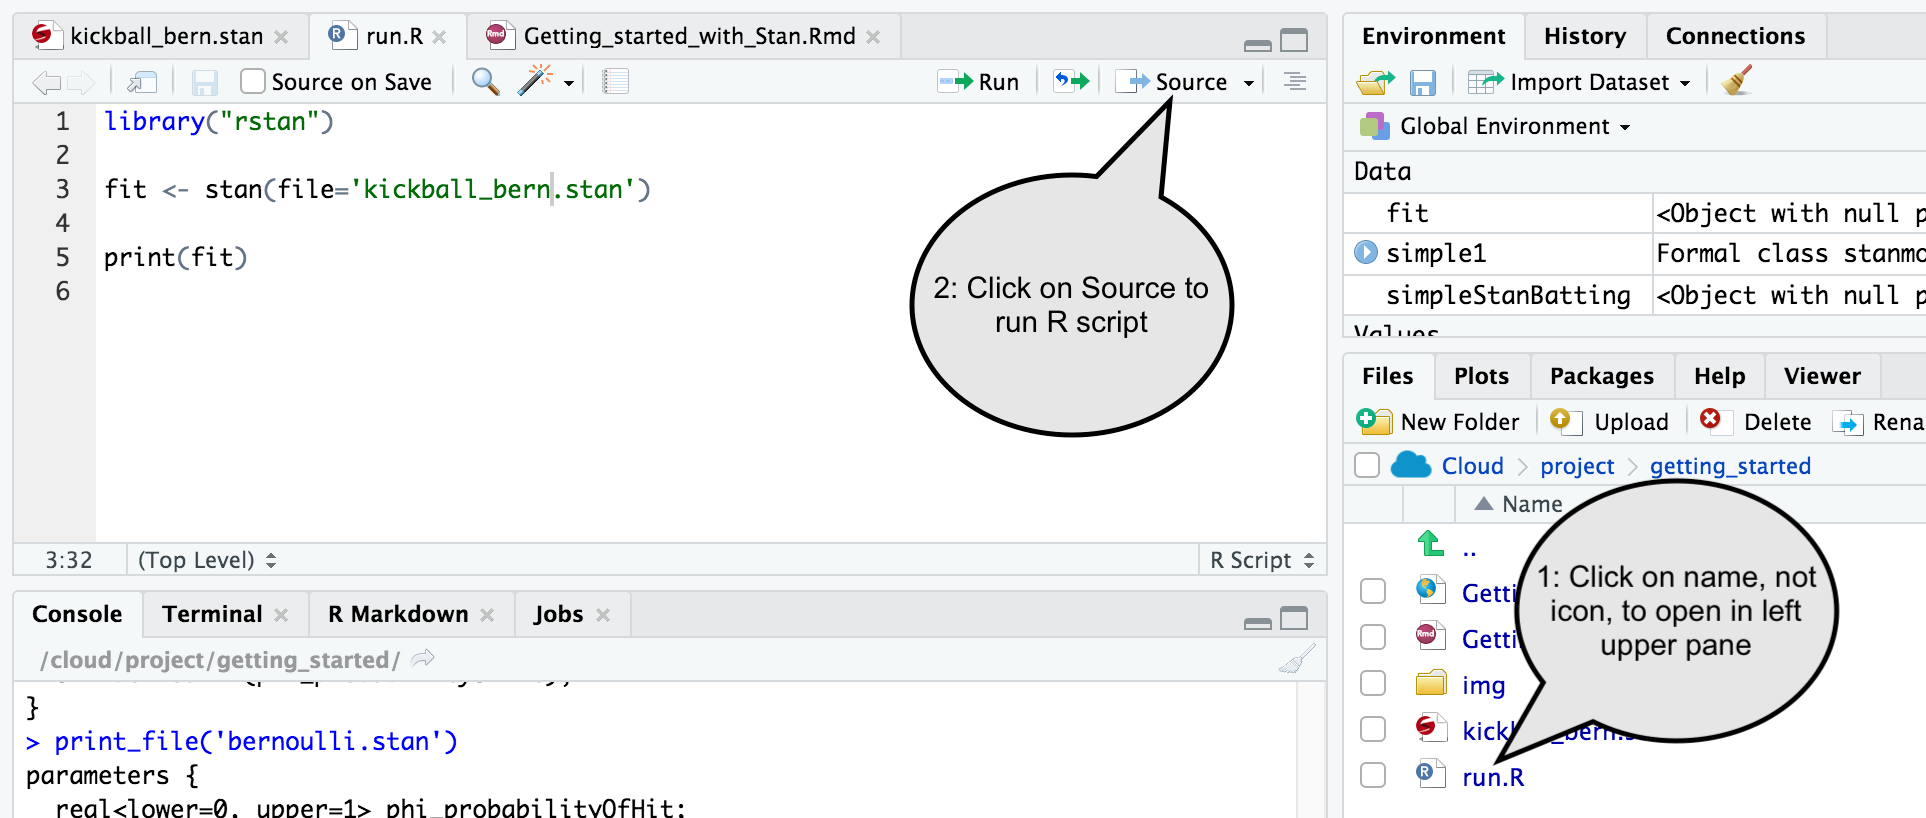 kickball_bern.stan
run.R
Getting_started_with_Stan.Rmd
Source on Save
Run
Source
1 library("rstan")
2
3 fit <- stan(file='kickball_bern.stan')
4
5 print(fit)
6
2: Click on Source to
run R script
3:32
(Top Level)
R Script
Console
Terminal
R Markdown
Jobs
/cloud/project/getting_started/
}
> print_file('bernoulli.stan')
parameters {
real<lower=0, upper=1> phi_probabilityOfHit;
Environment
History
Connections
Import Dataset
Global Environment
Data
fit <Object with null p
simple1 Formal class stanmo
simpleStanBatting <Object with null p
Values
Files
Plots
Packages
Help
Viewer
New Folder
Upload
Delete
Rena
Cloud
project
getting_started
Name
..
Getti
Rmd
Getti
img
kick
_bern.s
run.R
1: Click on name, not
icon, to open in left
upper pane